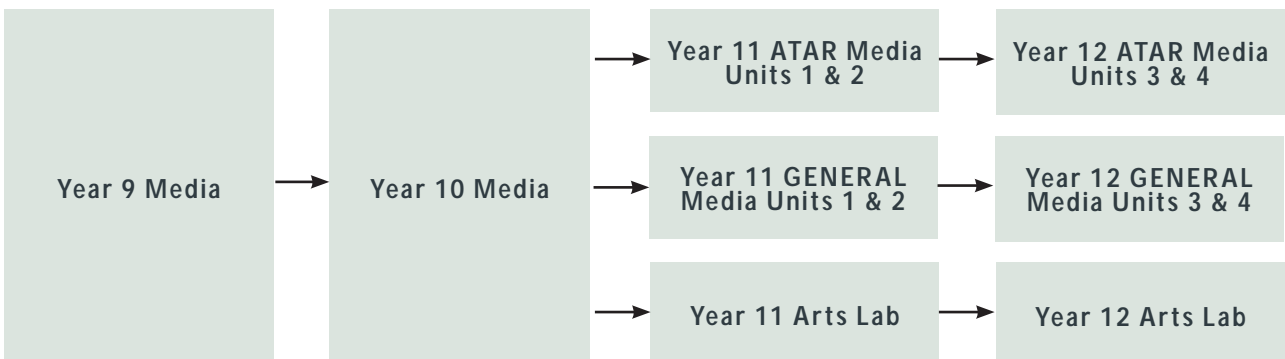 Year 9 Media
Year 10 Media
Year 11 ATAR Media
Units 1 & 2
Year 12 ATAR Media
Units 3 & 4
Year 11 GENERAL
Media Units 1 & 2
Year 12 GENERAL
Media Units 3 & 4
Year 11 Arts Lab
Year 12 Arts Lab